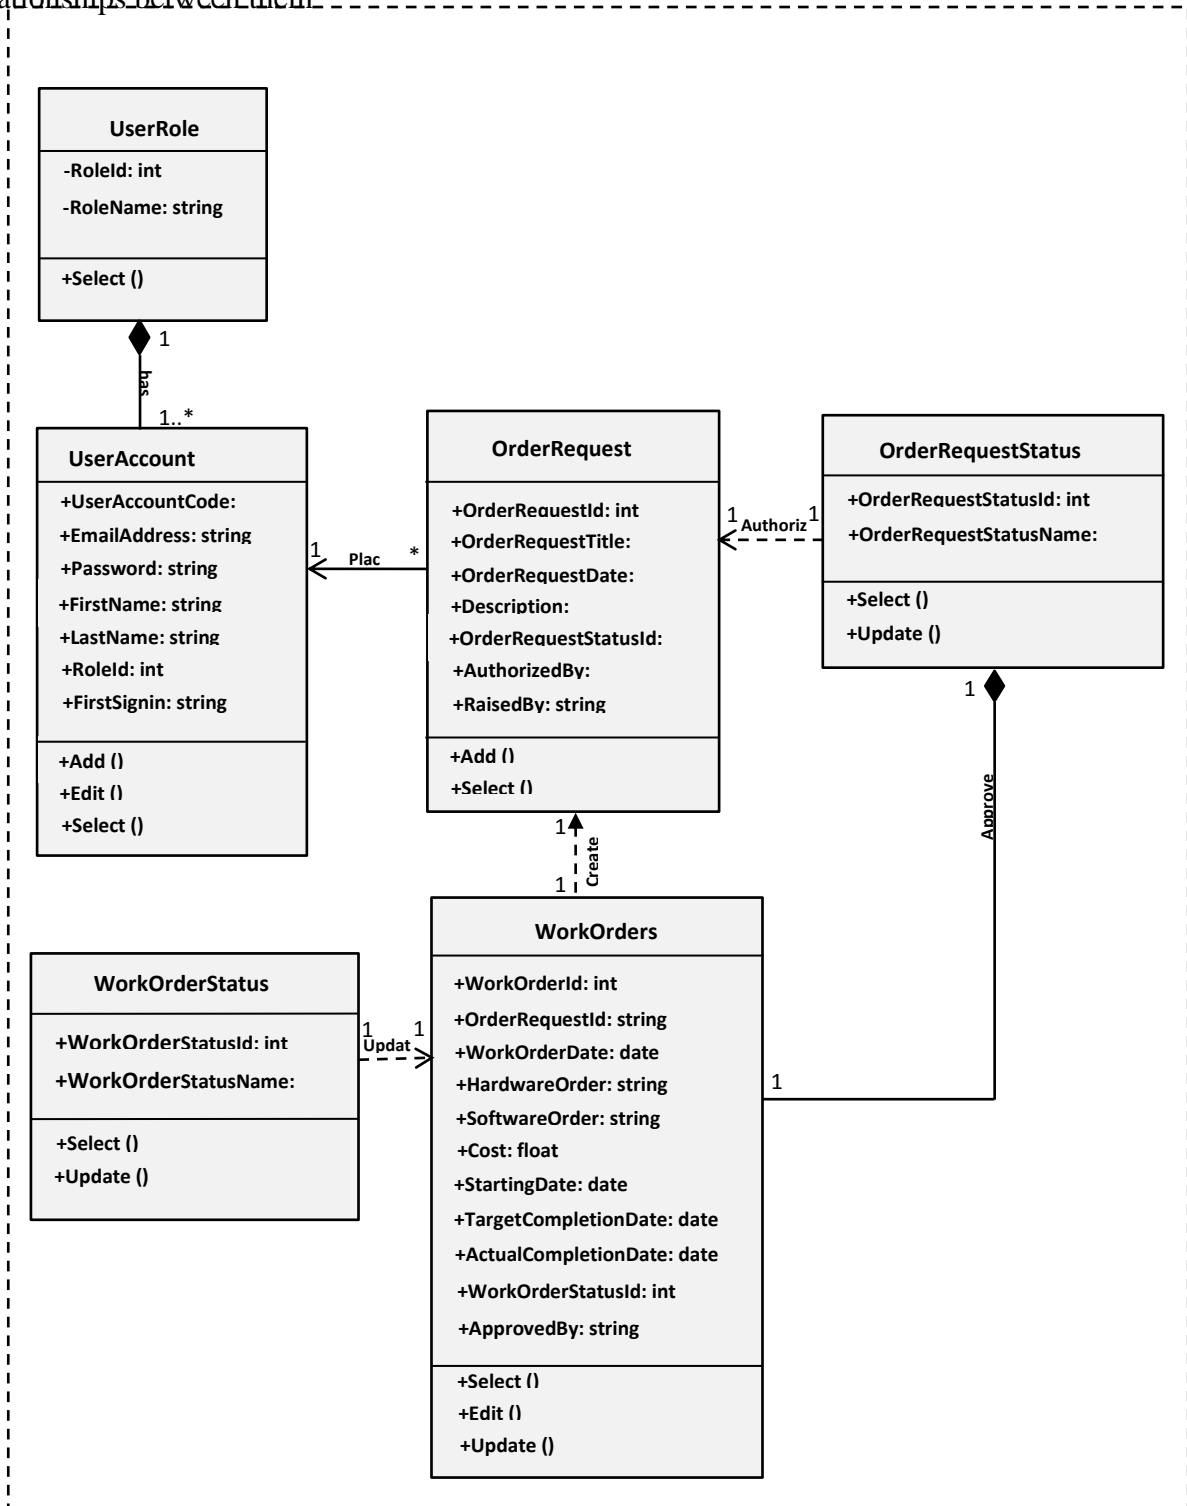 ationships between them
UserRole
-RoleId: int
-RoleName: string
+Select ()
1
has
1..*
UserAccount
+UserAccountCode:
+EmailAddress: string
+Password: string
+FirstName: string
+LastName: string
+RoleId: int
+FirstSignin: string
+Add ()
+Edit ()
+Select ()
1
Plac
*
OrderRequest
+OrderRequestId: int
+OrderRequestTitle:
+OrderRequestDate:
+Description:
+OrderRequestStatusId:
+AuthorizedBy:
+RaisedBy: string
+Add ()
+Select ()
1
Authoriz
1
OrderRequestStatus
+OrderRequestStatusId: int
+OrderRequestStatusName:
+Select ()
+Update ()
1
Approve
1
1
Create
1
WorkOrderStatus
+WorkOrderStatusId: int
+WorkOrderStatusName:
+Select ()
+Update ()
1
Updat
1
WorkOrders
+WorkOrderId: int
+OrderRequestId: string
+WorkOrderDate: date
+HardwareOrder: string
+SoftwareOrder: string
+Cost: float
+StartingDate: date
+TargetCompletionDate: date
+ActualCompletionDate: date
+WorkOrderStatusId: int
+ApprovedBy: string
+Select ()
+Edit ()
+Update ()